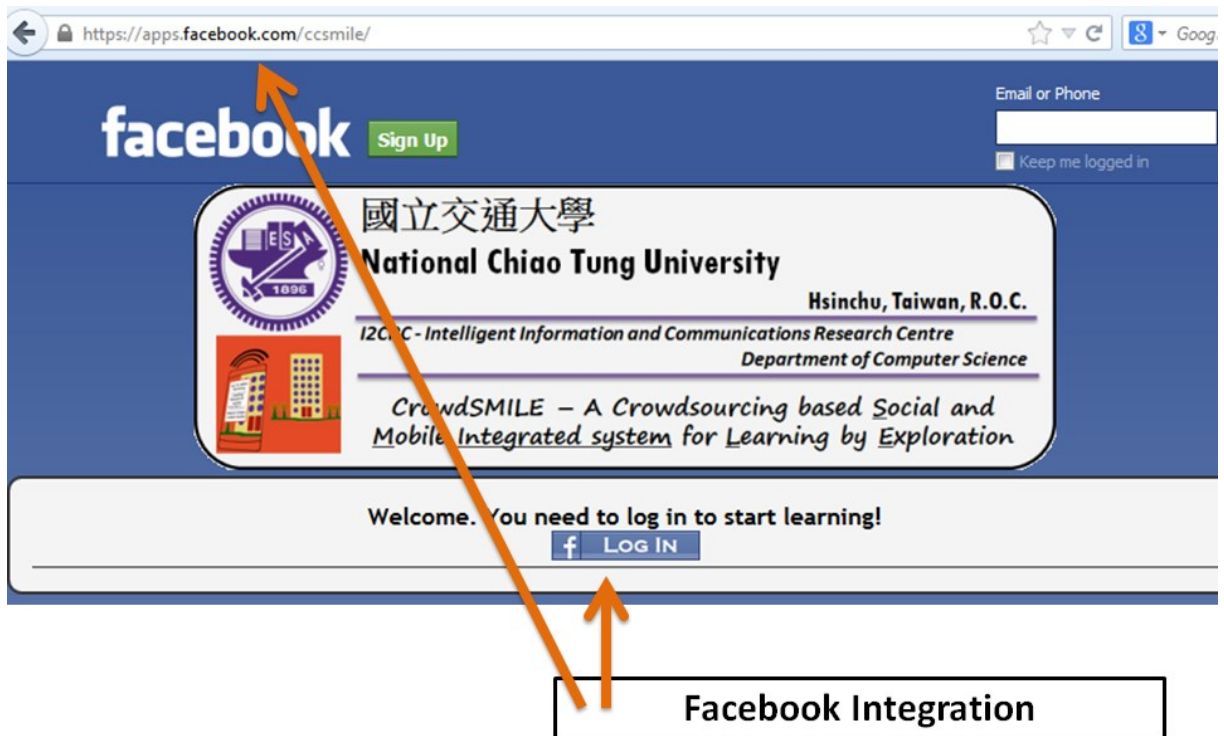 https://apps.facebook.com/ccsmile/
8 Goog
Email or Phone
facebook Sign Up
Keep me logged in
國立交通大學
E S A
National Chiao Tung University
1896
Hsinchu, Taiwan, R.O.C.
Intelligent Information and Communications Research Centre
Department of Computer Science
CrowdSMILE – A Crowdsourcing based Social and
Mobile Integrated system for Learning by Exploration
Welcome. You need to log in to start learning!
f LOG IN
Facebook Integration